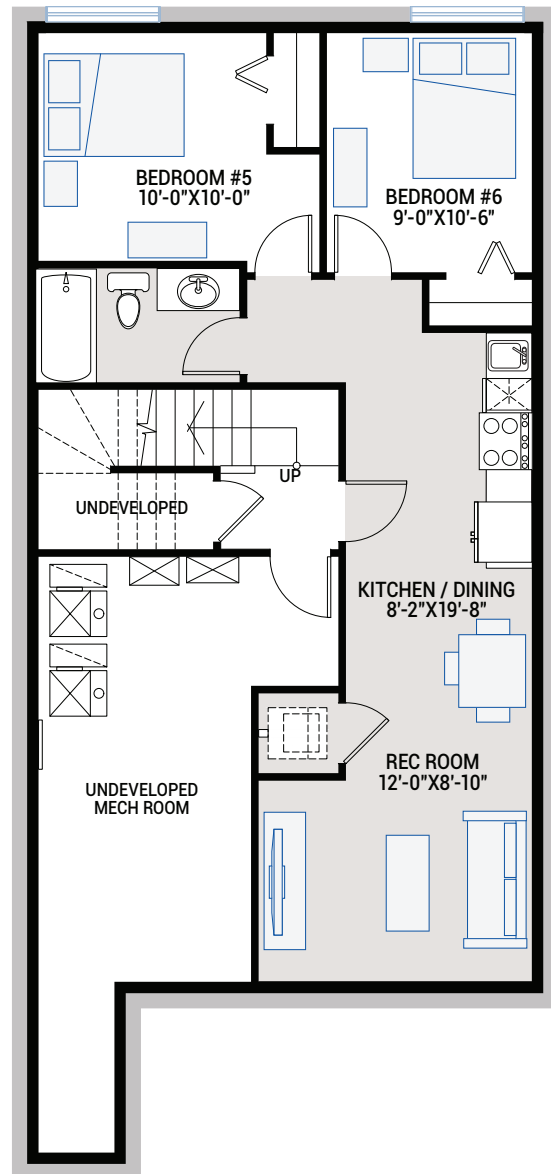 BEDROOM #5
10'-0"X10'-0"
BEDROOM #6
9'-0"X10'-6"
UP
UNDEVELOPED
KITCHEN / DINING
8'-2"X19'-8"
REC ROOM
12'-0"X8'-10"
UNDEVELOPED
MECH ROOM